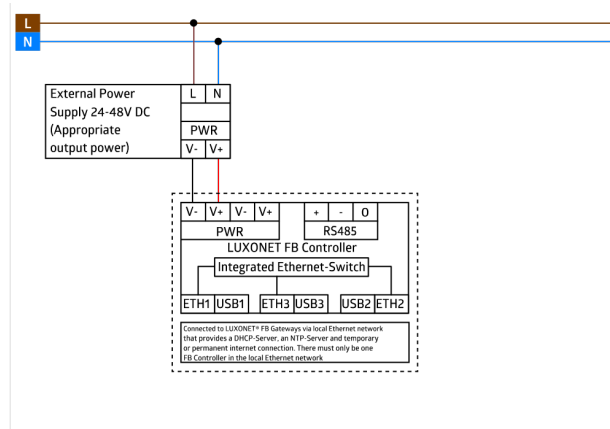 L
N
External Power
Supply 24-48V DC
(Appropriate
output power)
L N
PWR
V- V+
V- V+ V- V+
PWR
+ - 0
RS485
LUXONET FB Controller
Integrated Ethernet-Switch
ETH1 USB1 ETH3 USB3 USB2 ETH2
Connected to LUXONET® FB Gateways via local Ethernet network
that provides a DHCP-Server, an NTP-Server and temporary
or permanent internet connection. There must only be one
FB Controller in the local Ethernet network